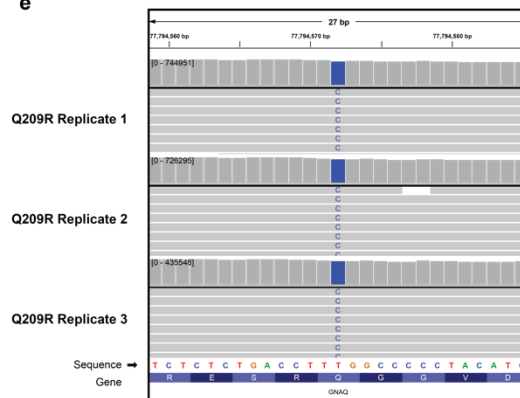 e
27 bp
77,794,560 bp 77,794,570 bp 77,794,580 bp
[0 - 744951]
Q209R Replicate 1
C
C
C
C
C
C
[0 - 726295]
Q209R Replicate 2
C
C
C
C
C
C
[0 - 435548]
Q209R Replicate 3
C
C
C
C
C
C
Sequence → T C T C T C T G A C C T T T G G C C C C C T A C A T
Gene R E S R Q G G V D
GNAQ